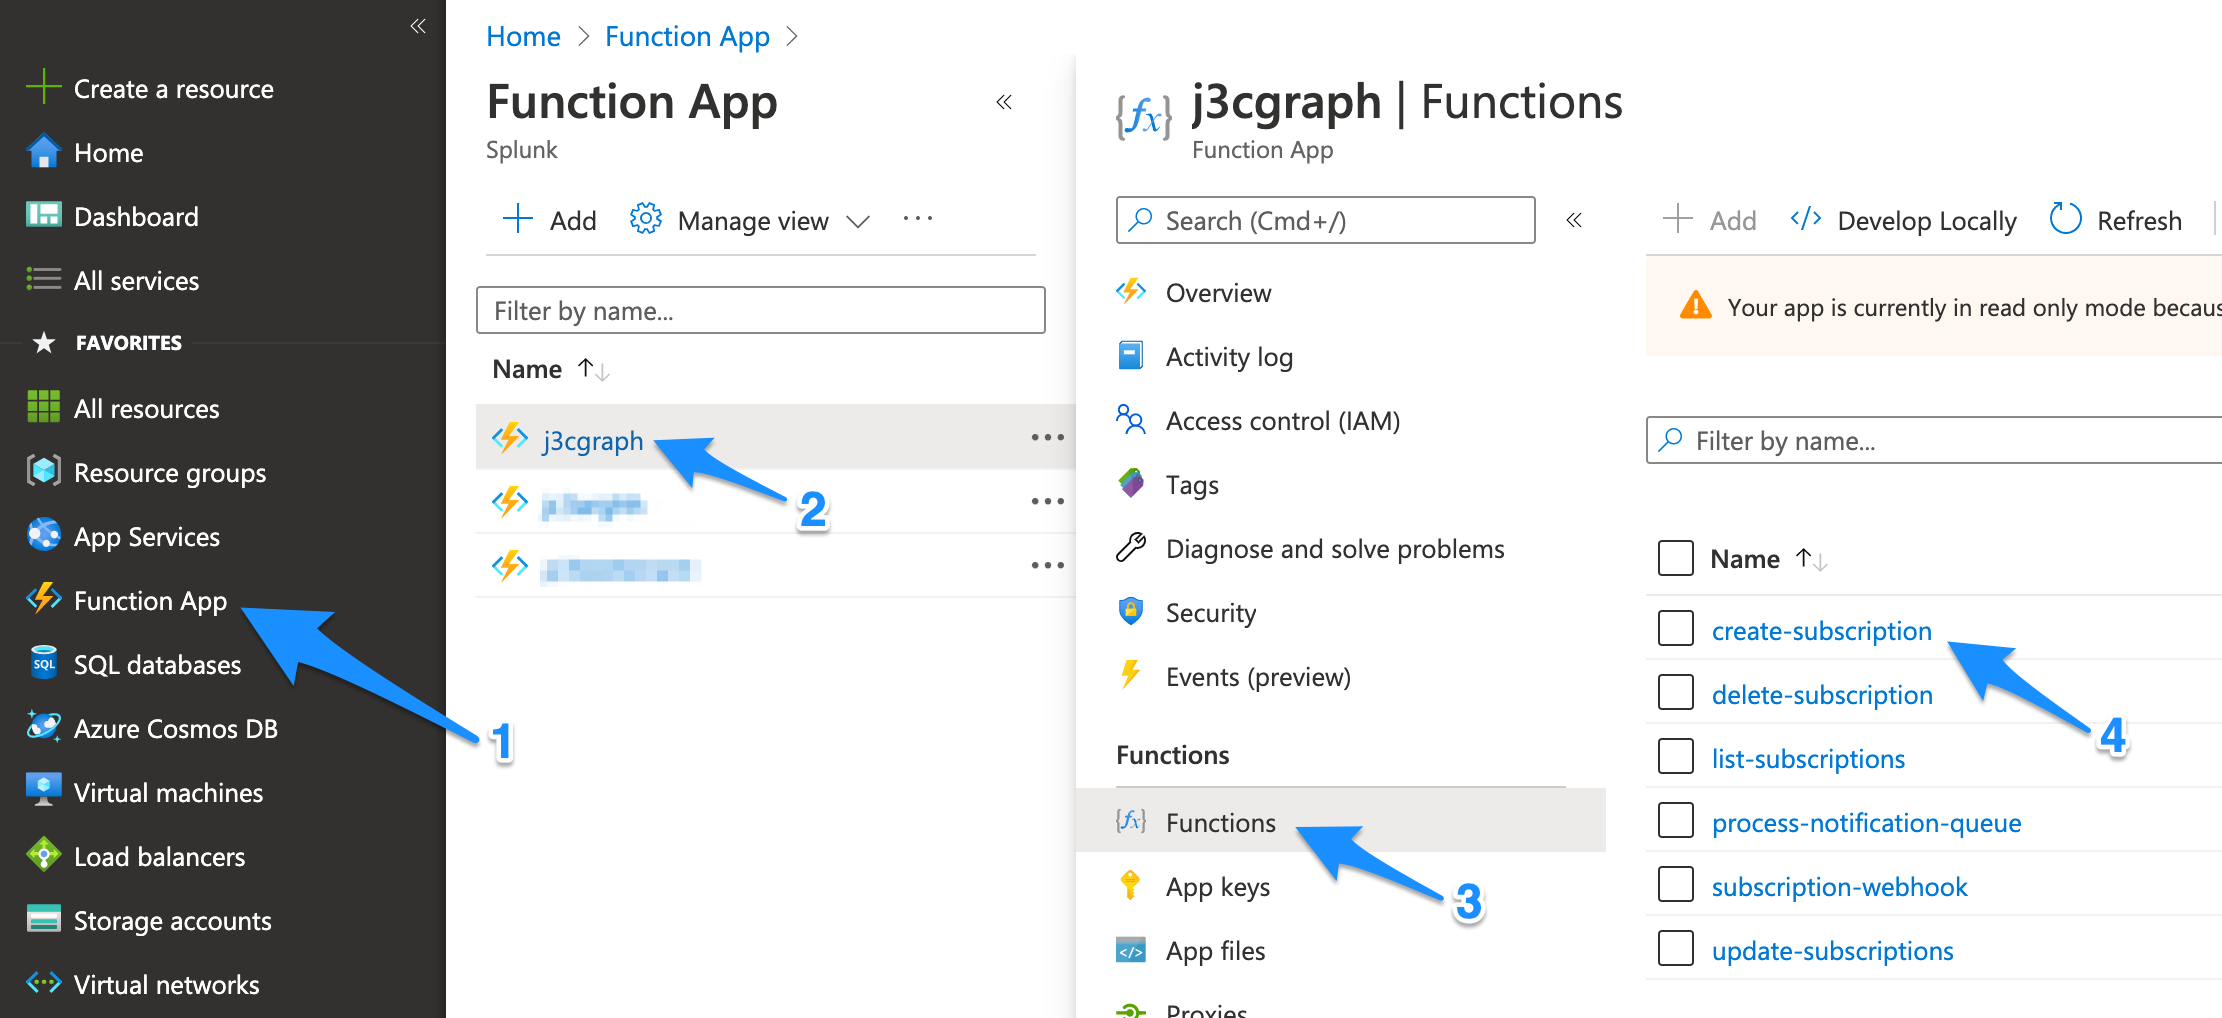 Create a resource
Home
Dashboard
All services
FAVORITES
All resources
Resource groups
App Services
Function App
SQL databases
SQL
Azure Cosmos DB
Virtual machines
Load balancers
Storage accounts
Virtual networks
1
Home > Function App >
Function App
Splunk
Add
Manage view
Filter by name...
Name
j3cgraph
2
{fx}
j3cgraph | Functions
Function App
Search (Cmd+/)
Overview
Activity log
Access control (IAM)
Tags
Diagnose and solve problems
Security
Events (preview)
Functions
{fx}
Functions
3
App keys
App files
Proxies
Add
</> Develop Locally
Refresh
Your app is currently in read only mode becaus
Filter by name...
Name
create-subscription
4
delete-subscription
list-subscriptions
process-notification-queue
subscription-webhook
update-subscriptions